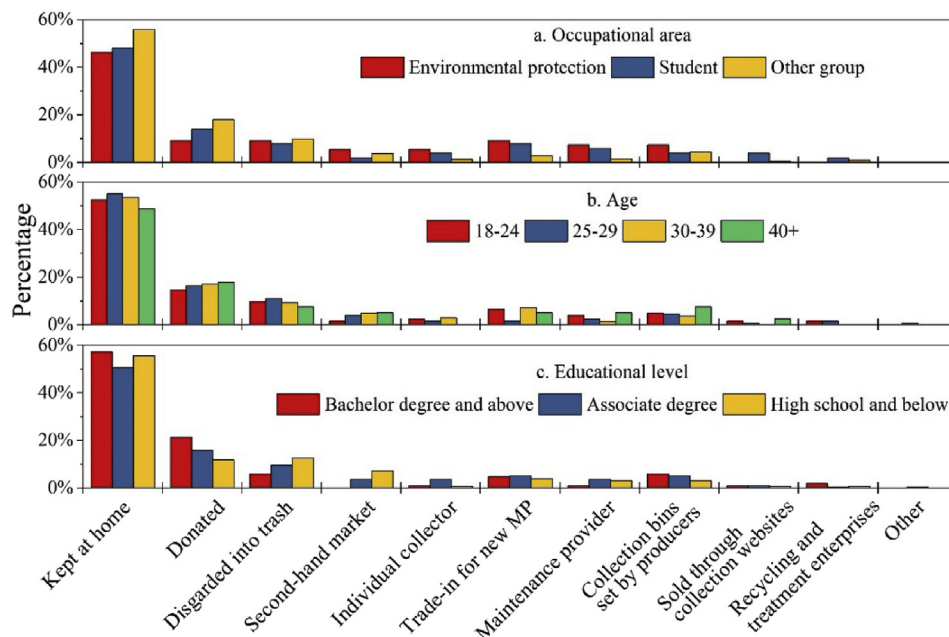 60%
a. Occupational area
Environmental protection Student Other group
40%
20%
0%
60%
b. Age
18-24 25-29 30-39 40+
40%
20%
0%
60%
c. Educational level
Bachelor degree and above Associate degree High school and below
40%
20%
0%
Percentage
Kept at home
Donated
Disgarded into trash
Second-hand market
Individual collector
Trade-in for new MP
Maintenance provider
Collection bins
set by producers
Sold through
collection websites
Recycling and
treatment enterprises
Other